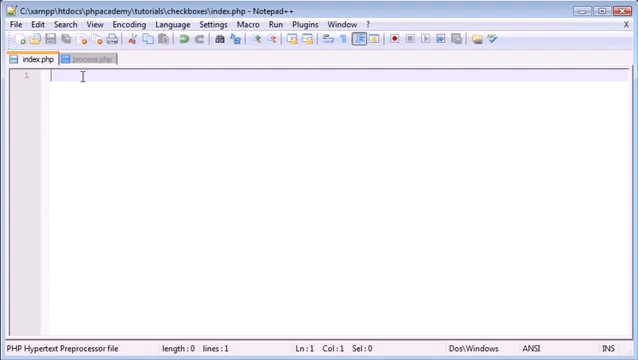 C:\xampp\htdocs\phpacademy\tutorials\checkboxes\index.php - Notepad++
File Edit Search View Encoding Language Settings Macro Run Plugins Window ? X
index.php process.php
1
PHP Hypertext Preprocessor file length : 0 lines : 1 Ln : 1 Col : 1 Sel : 0 Dos\Windows ANSI INS